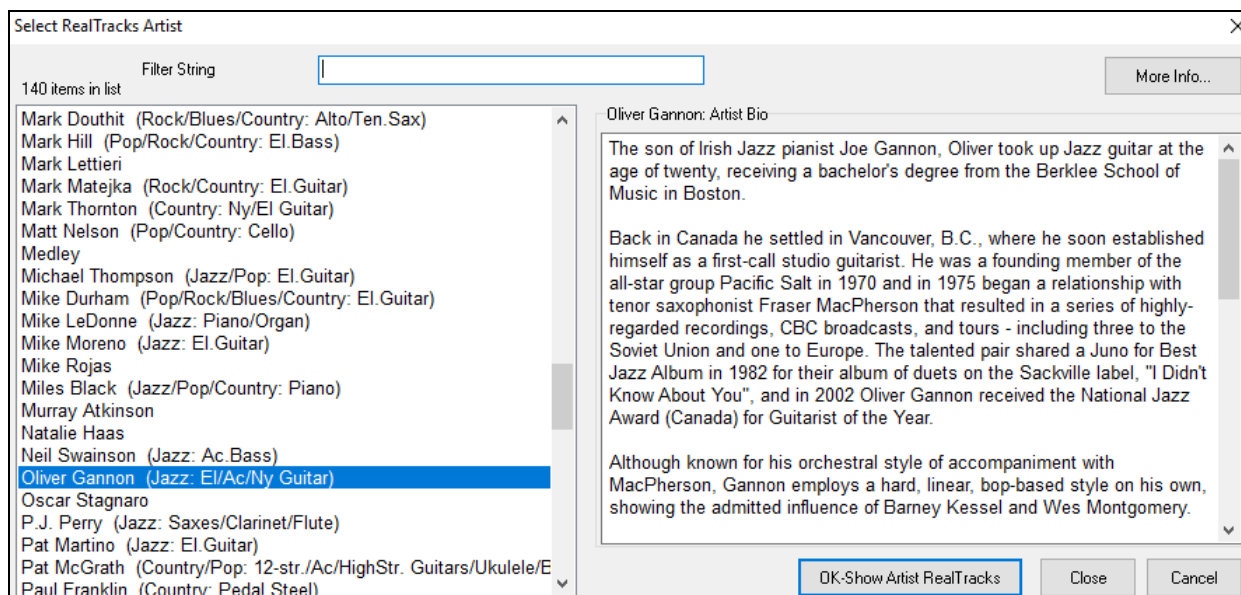 Select RealTracks Artist
Filter String
140 items in list
More Info...
Mark Douthit (Rock/Blues/Country: Alto/Ten.Sax)
Mark Hill (Pop/Rock/Country: El.Bass)
Mark Lettieri
Mark Matejka (Rock/Country: El.Guitar)
Mark Thornton (Country: Ny/El Guitar)
Matt Nelson (Pop/Country: Cello)
Medley
Michael Thompson (Jazz/Pop: El.Guitar)
Mike Durham (Pop/Rock/Blues/Country: El.Guitar)
Mike LeDonne (Jazz: Piano/Organ)
Mike Moreno (Jazz: El.Guitar)
Mike Rojas
Miles Black (Jazz/Pop/Country: Piano)
Murray Atkinson
Natalie Haas
Neil Swainson (Jazz: Ac.Bass)
Oliver Gannon (Jazz: El/Ac/Ny Guitar)
Oscar Stagnaro
P.J. Perry (Jazz: Saxes/Clarinet/Flute)
Pat Martino (Jazz: El.Guitar)
Pat McGrath (Country/Pop: 12-str./Ac/HighStr. Guitars/Ukulele/E
Paul Franklin (Country: Pedal Steel)
Oliver Gannon: Artist Bio
The son of Irish Jazz pianist Joe Gannon, Oliver took up Jazz guitar at the
age of twenty, receiving a bachelor's degree from the Berklee School of
Music in Boston.
Back in Canada he settled in Vancouver, B.C., where he soon established
himself as a first-call studio guitarist. He was a founding member of the
all-star group Pacific Salt in 1970 and in 1975 began a relationship with
tenor saxophonist Fraser MacPherson that resulted in a series of highly-
regarded recordings, CBC broadcasts, and tours - including three to the
Soviet Union and one to Europe. The talented pair shared a Juno for Best
Jazz Album in 1982 for their album of duets on the Sackville label, "I Didn't
Know About You", and in 2002 Oliver Gannon received the National Jazz
Award (Canada) for Guitarist of the Year.
Although known for his orchestral style of accompaniment with
MacPherson, Gannon employs a hard, linear, bop-based style on his own,
showing the admitted influence of Barney Kessel and Wes Montgomery.
OK-Show Artist RealTracks
Close
Cancel